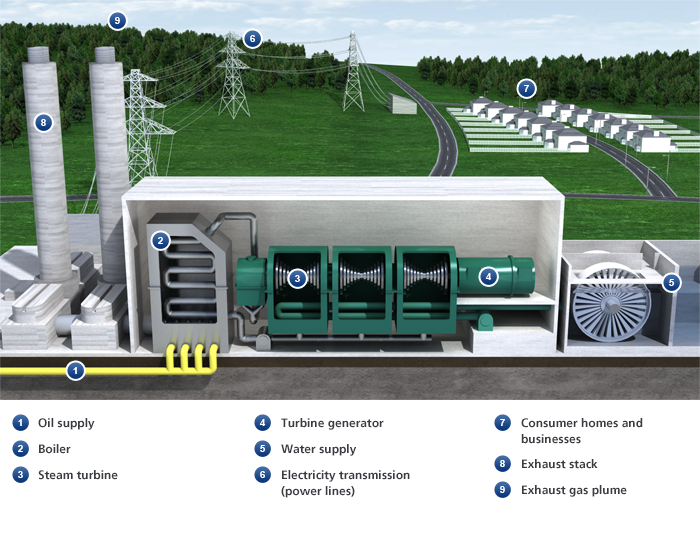 9
6
7
8
2
3
4
5
1
1 Oil supply
2 Boiler
3 Steam turbine
4 Turbine generator
5 Water supply
6 Electricity transmission
(power lines)
7 Consumer homes and
businesses
8 Exhaust stack
9 Exhaust gas plume